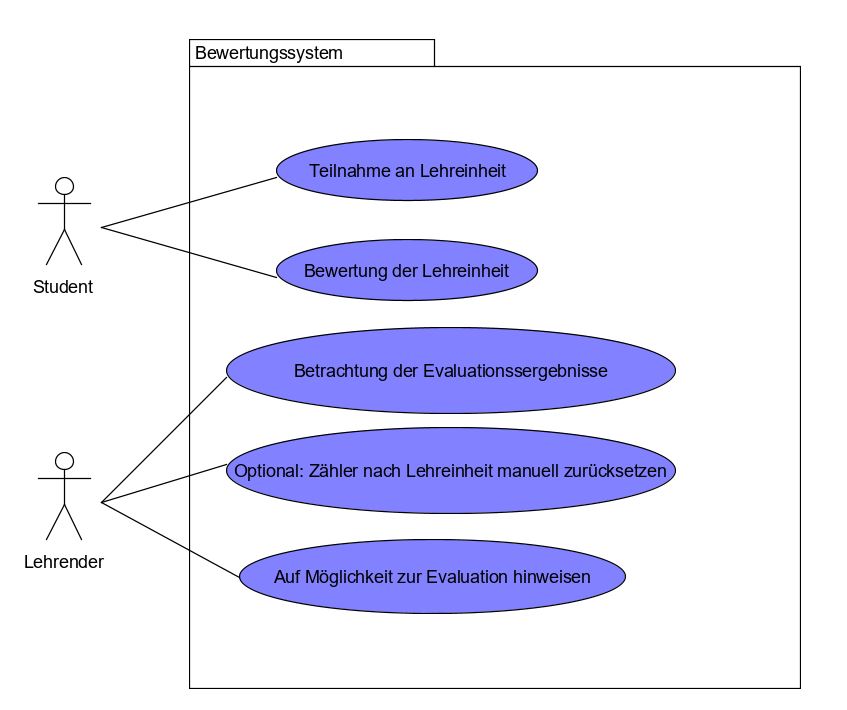 Bewertungssystem
Teilnahme an Lehreinheit
Bewertung der Lehreinheit
Student
Betrachtung der Evaluationssergebnisse
Optional: Zähler nach Lehreinheit manuell zurücksetzen
Lehrender
Auf Möglichkeit zur Evaluation hinweisen